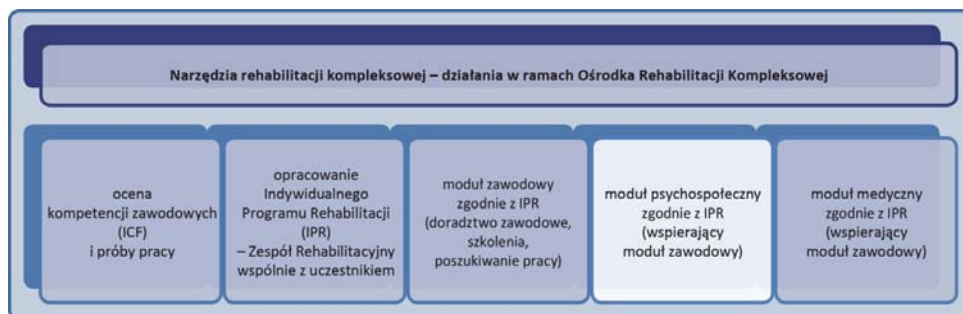 Narzędzia rehabilitacji kompleksowej – działania w ramach Ośrodka Rehabilitacji Kompleksowej
ocena
kompetencji zawodowych
(ICF)
i próby pracy
opracowanie
Indywidualnego
Programu Rehabilitacji
(IPR)
– Zespół Rehabilitacyjny
wspólnie z uczestnikiem
moduł zawodowy
zgodnie z IPR
(doradztwo zawodowe,
szkolenia,
poszukiwanie pracy)
moduł psychospołeczny
zgodnie z IPR
(wspierający
moduł zawodowy)
moduł medyczny
zgodnie z IPR
(wspierający
moduł zawodowy)